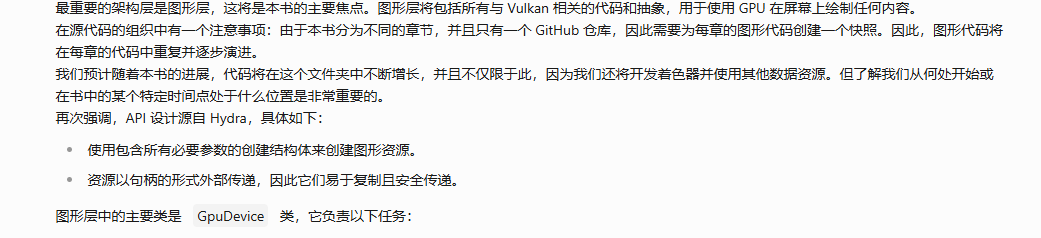 最重要的架构层是图形层，这将是本书的主要焦点。图形层将包括所有与 Vulkan 相关的代码和抽象，用于使用 GPU 在屏幕上绘制任何内容。
在源代码的组织中有一个注意事项：由于本书分为不同的章节，并且只有一个 GitHub 仓库，因此需要为每章的图形代码创建一个快照。因此，图形代码将
在每章的代码中重复并逐步演进。
我们预计随着本书的进展，代码将在这个文件夹中不断增长，并且不仅限于此，因为我们还将开发着色器并使用其他数据资源。但了解我们从何处开始或
在书中的某个特定时间点处于什么位置是非常重要的。
再次强调，API 设计源自 Hydra，具体如下：
• 使用包含所有必要参数的创建结构体来创建图形资源。
• 资源以句柄的形式外部传递，因此它们易于复制且安全传递。
图形层中的主要类是 GpuDevice 类，它负责以下任务：